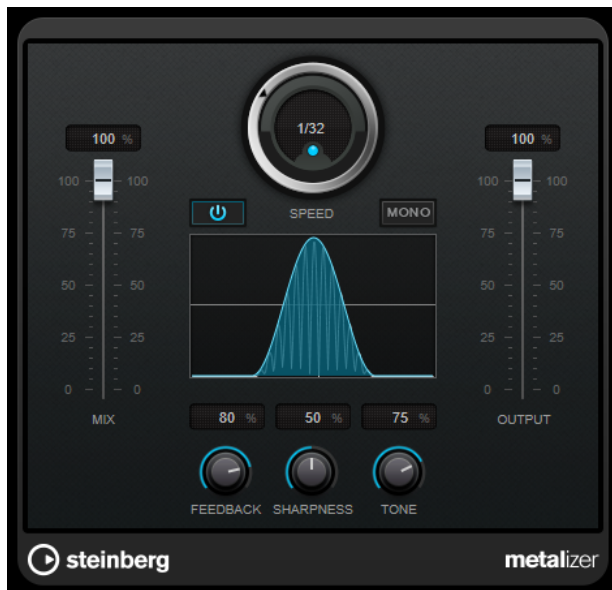 1/32
100 %
100 %
SPEED
MONO
100 100
75 75
50 50
25 25
0 0
100 100
75 75
50 50
25 25
0 0
MIX
OUTPUT
80 %
50 %
75 %
FEEDBACK
SHARPNESS
TONE
steinberg
metalizer